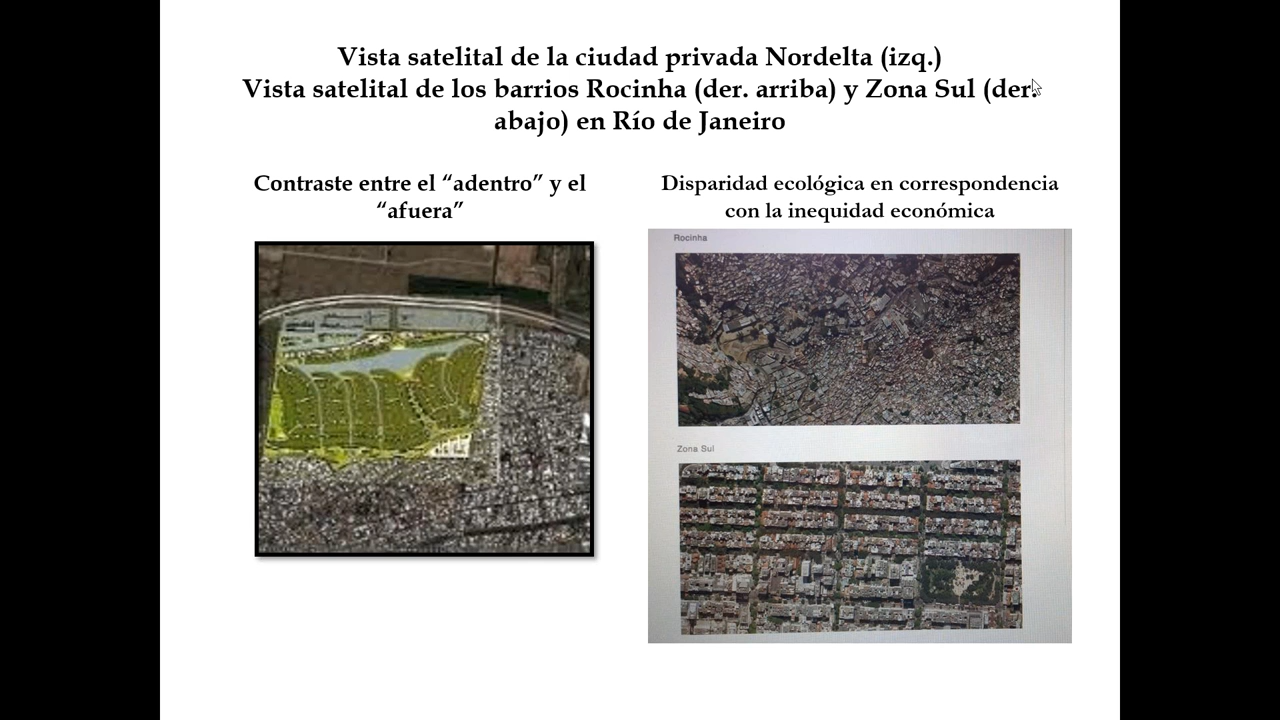 Vista satelital de la ciudad privada Nordelta (izq.)
Vista satelital de los barrios Rocinha (der. arriba) y Zona Sul (der.
abajo) en Río de Janeiro
Contraste entre el “adentro” y el
“afuera”
Disparidad ecológica en correspondencia
con la inequidad económica
Rocinha
Zona Sul